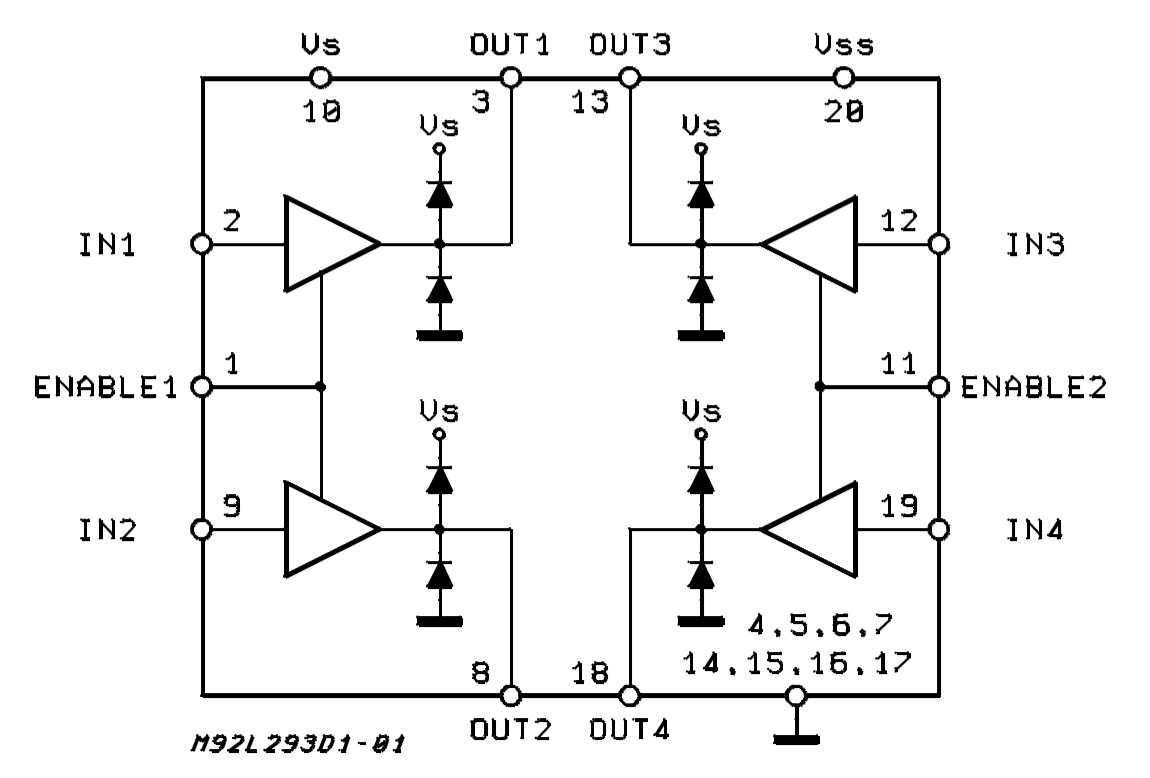 Vs OUT1 OUT3 Vss
10 3 13 20
Vs Vs
2 12
IN1 IN3
1 11
ENABLE1 ENABLE2
Vs Vs
9 19
IN2 IN4
4,5,6,7
14,15,16,17
8 18
OUT2 OUT4
M92L293D1-01